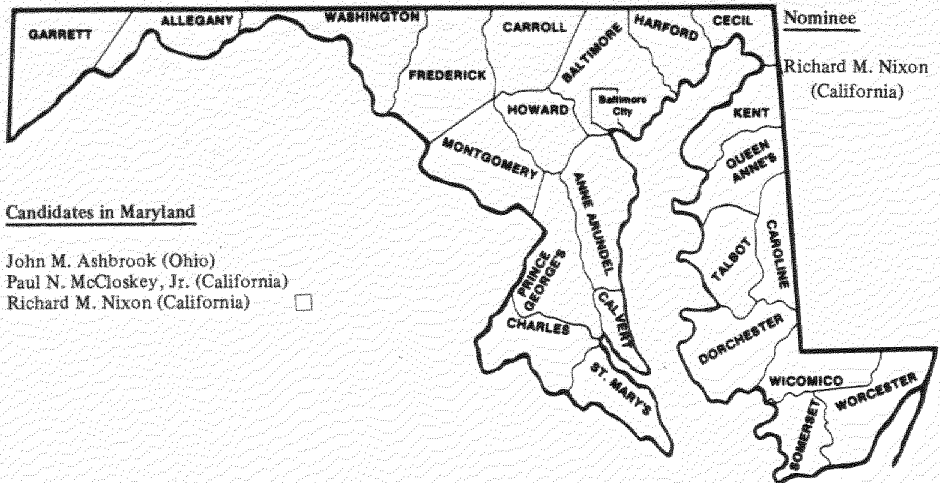 GARRETT
ALLEGANY
WASHINGTON
FREDERICK
CARROLL
BALTIMORE
HARFORD
CECIL
HOWARD
Baltimore
City
MONTGOMERY
ANNE ARUNDEL
PRINCE
GEORGE'S
CALVERT
CHARLES
ST. MARY'S
KENT
QUEEN
ANNE'S
TALBOT
CAROLINE
DORCHESTER
WICOMICO
WORCESTER
SOMERSET
Nominee
Richard M. Nixon
(California)
Candidates in Maryland
John M. Ashbrook (Ohio)
Paul N. McCloskey, Jr. (California)
Richard M. Nixon (California)